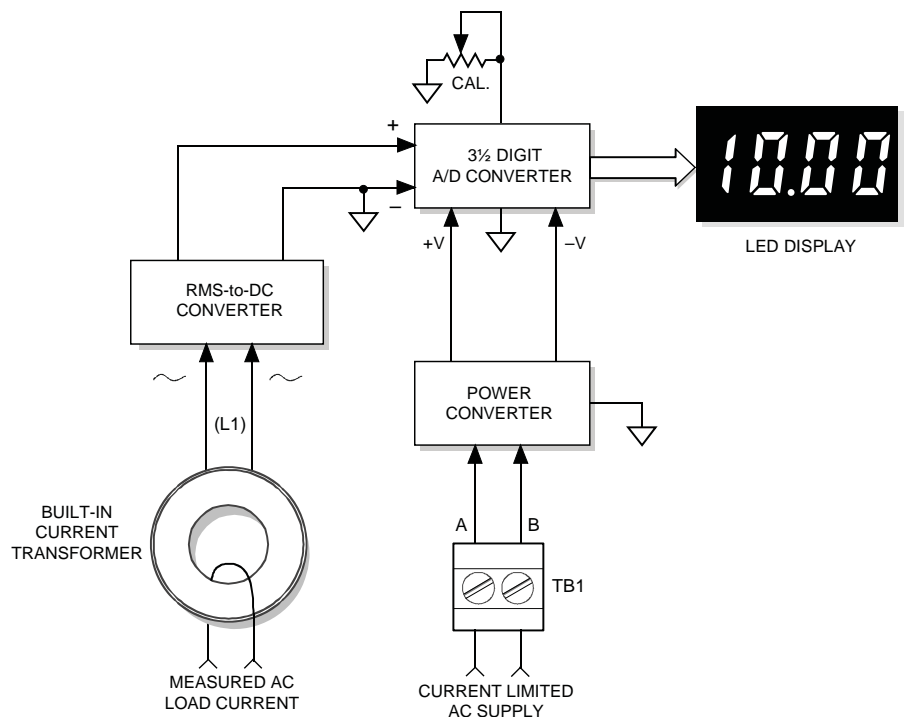 CAL.
+
3½ DIGIT
A/D CONVERTER
–
10.00
LED DISPLAY
+V
–V
RMS-to-DC
CONVERTER
(L1)
POWER
CONVERTER
BUILT-IN
CURRENT
TRANSFORMER
A
B
TB1
MEASURED AC
LOAD CURRENT
CURRENT LIMITED
AC SUPPLY